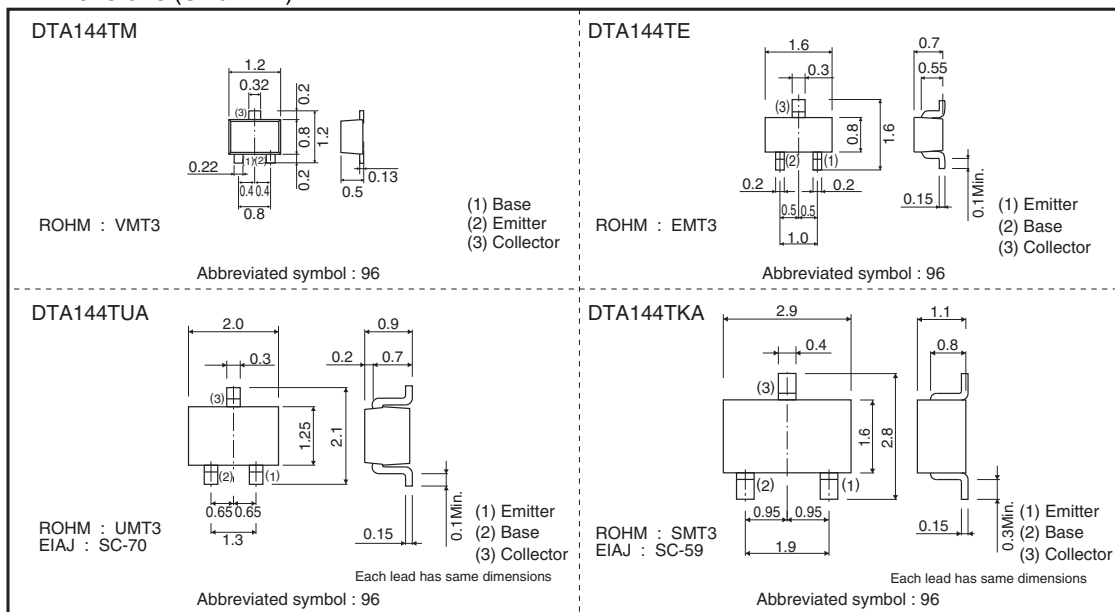 DTA144TM
1.2
0.32
0.2
(3)
0.8
1.2
0.22
(1)
(2)
0.2
0.4
0.4
0.8
0.5
0.13
ROHM : VMT3
(1) Base
(2) Emitter
(3) Collector
Abbreviated symbol : 96
DTA144TE
1.6
0.3
0.7
0.55
(3)
0.8
1.6
(2)
(1)
0.2
0.2
0.5
0.5
1.0
0.15
0.1Min.
ROHM : EMT3
(1) Emitter
(2) Base
(3) Collector
Abbreviated symbol : 96
DTA144TUA
2.0
0.3
0.9
0.2
0.7
(3)
1.25
2.1
(2)
(1)
0.65
0.65
1.3
0.15
0.1Min.
ROHM : UMT3
EIAJ : SC-70
(1) Emitter
(2) Base
(3) Collector
Each lead has same dimensions
Abbreviated symbol : 96
DTA144TKA
2.9
0.4
1.1
0.8
(3)
1.6
2.8
(2)
(1)
0.95
0.95
1.9
0.15
0.3Min.
ROHM : SMT3
EIAJ : SC-59
(1) Emitter
(2) Base
(3) Collector
Each lead has same dimensions
Abbreviated symbol : 96